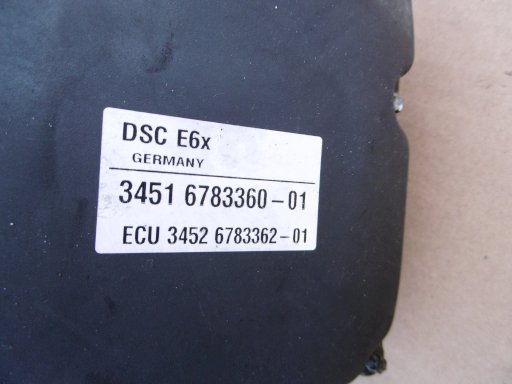 DSC E6x
GERMANY
3451 6783360-01
ECU 3452 6783362-01